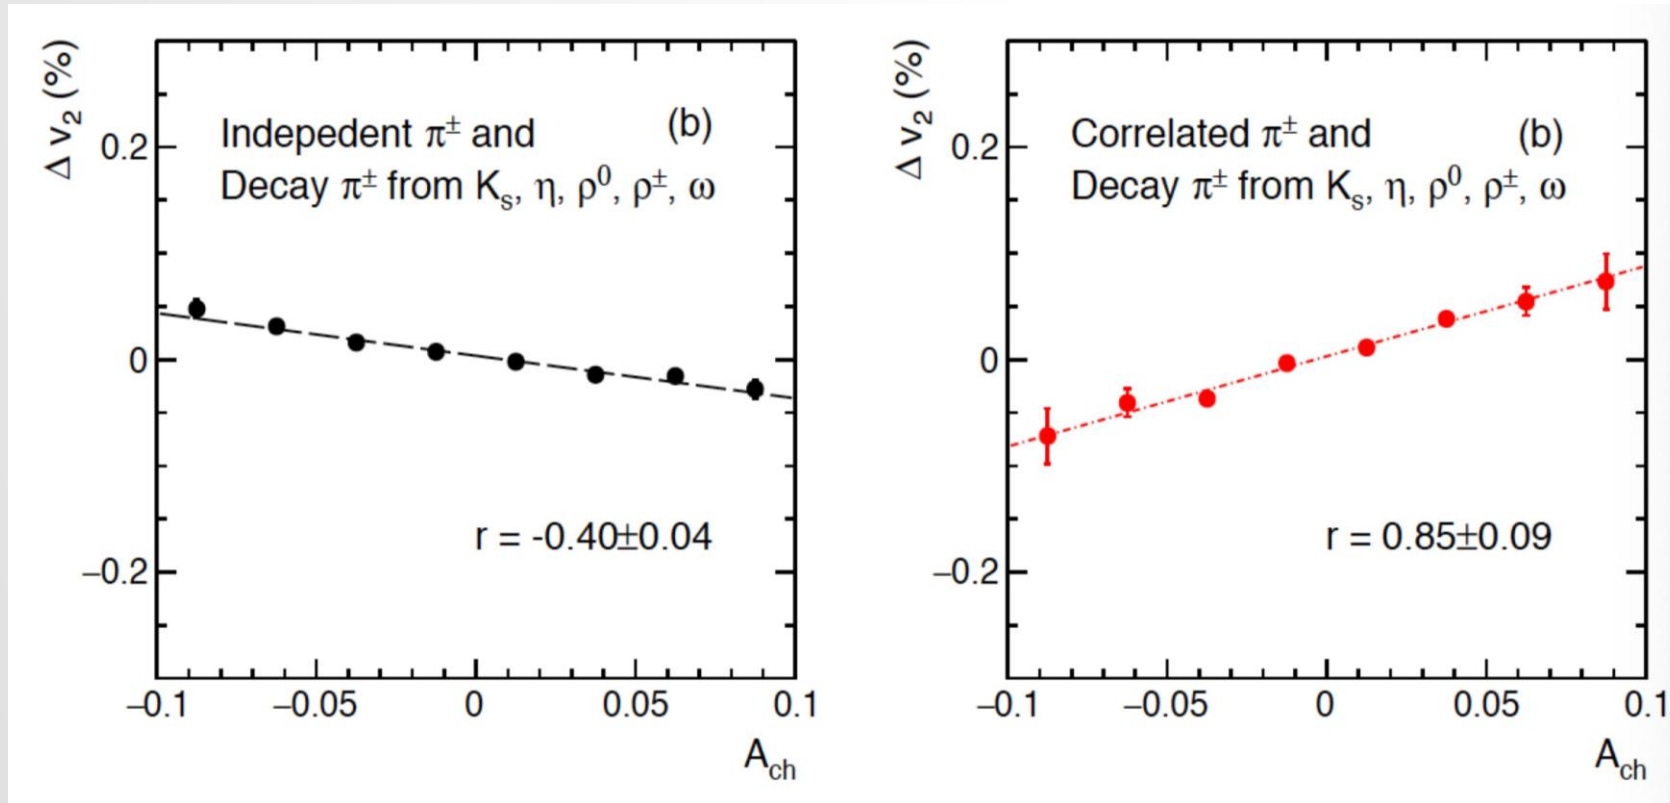 Δ v₂ (%)
Indepedent π± and
(b)
Decay π± from Kₛ, η, ρ⁰, ρ±, ω
0.2
0
−0.2
r = -0.40±0.04
−0.1
−0.05
0
0.05
0.1
A_ch
Δ v₂ (%)
Correlated π± and
(b)
Decay π± from Kₛ, η, ρ⁰, ρ±, ω
0.2
0
−0.2
r = 0.85±0.09
−0.1
−0.05
0
0.05
0.1
A_ch